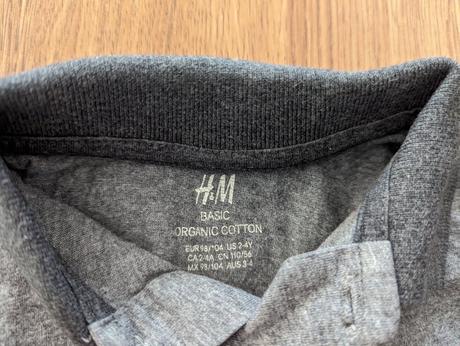 H&M
BASIC
ORGANIC COTTON
EUR 98/*104 US 2-4Y
CA 2-4A CN 110/56
MX 98/104 AUS 3-4